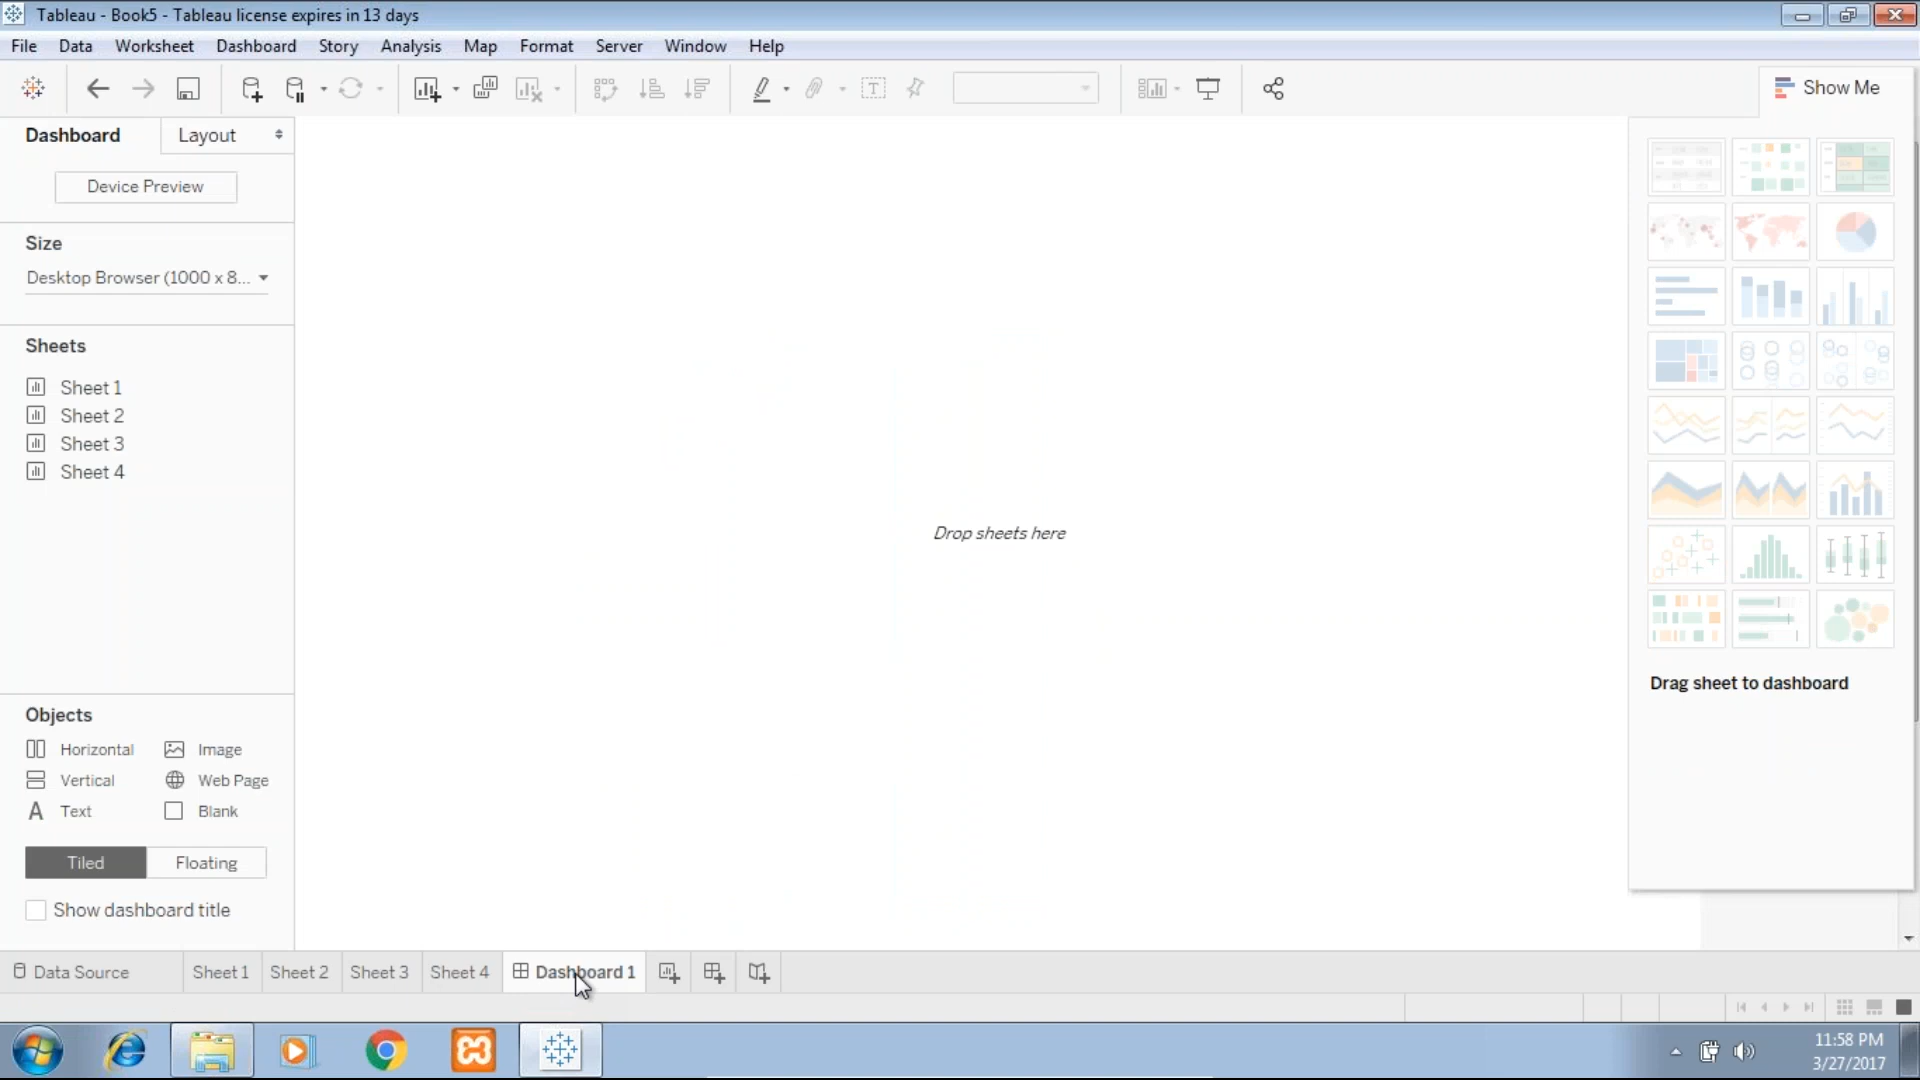 Tableau - Book5 - Tableau license expires in 13 days
File Data Worksheet Dashboard Story Analysis Map Format Server Window Help
Show Me
Dashboard Layout
Device Preview
Size
Desktop Browser (1000 x 8...
Sheets
Sheet 1
Sheet 2
Sheet 3
Sheet 4
Drop sheets here
Drag sheet to dashboard
Objects
Horizontal Image
Vertical Web Page
A Text Blank
Tiled Floating
Show dashboard title
Data Source Sheet 1 Sheet 2 Sheet 3 Sheet 4 Dashboard 1
11:58 PM
3/27/2017